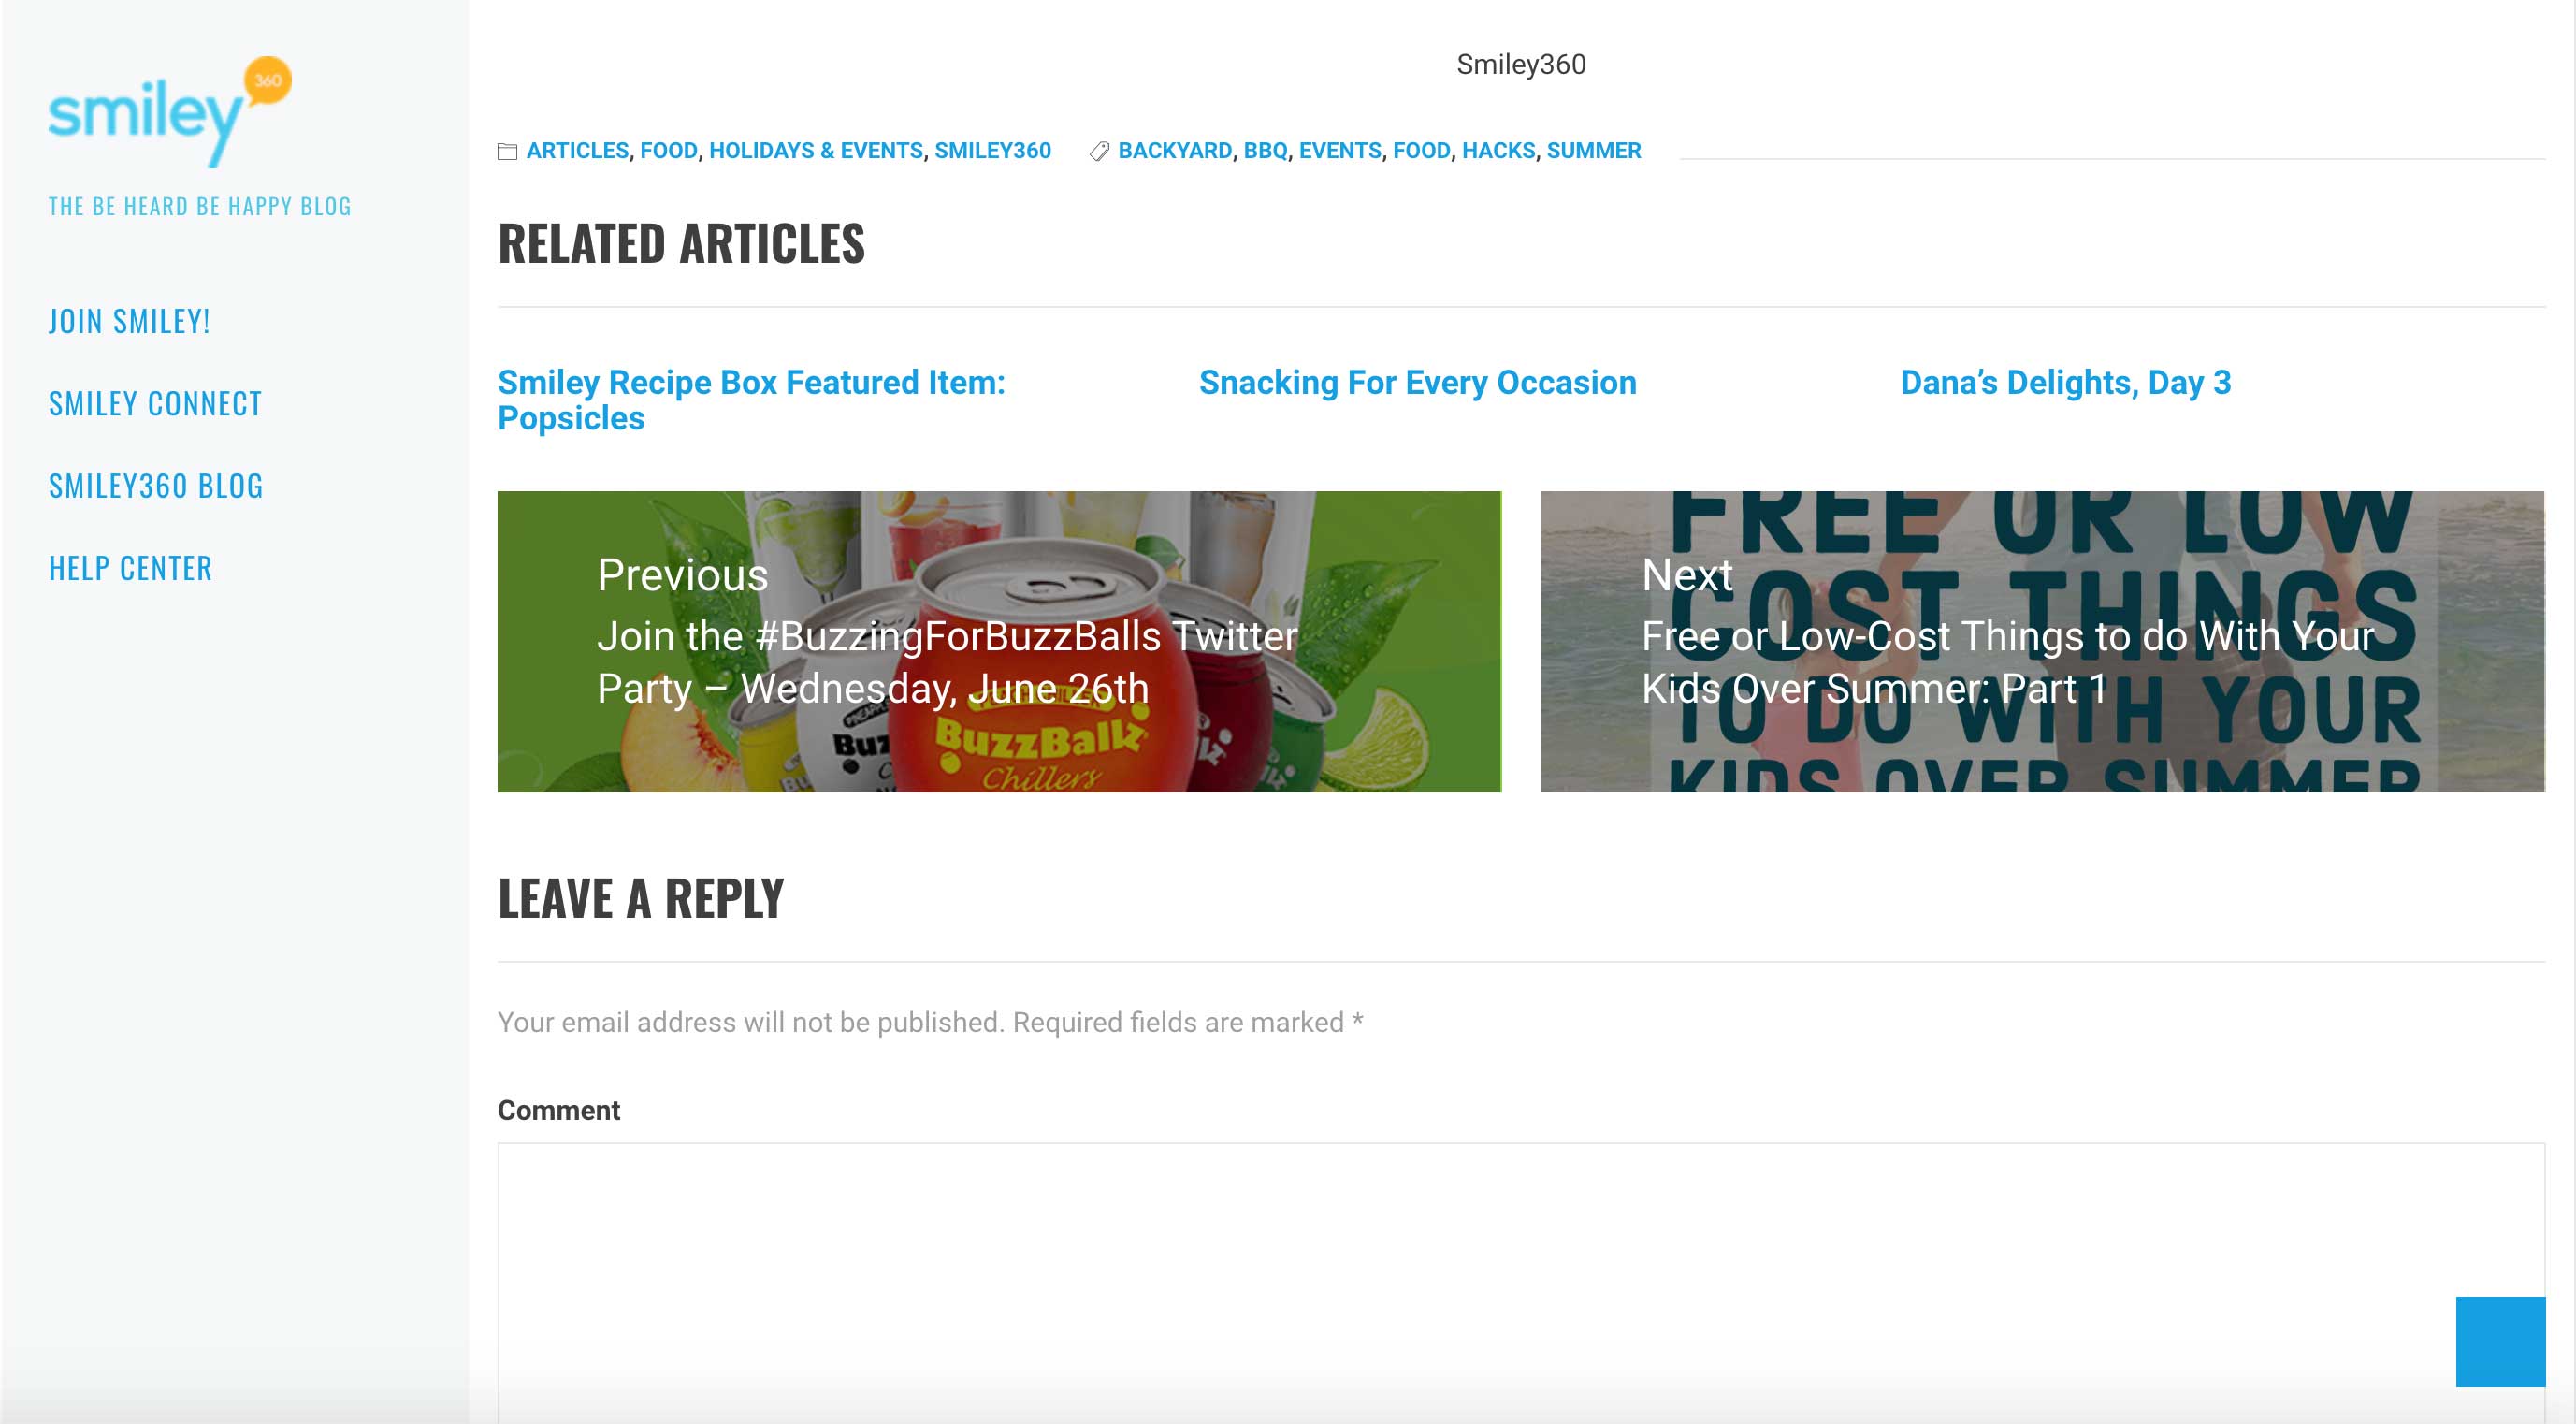 smiley
360
THE BE HEARD BE HAPPY BLOG
JOIN SMILEY!
SMILEY CONNECT
SMILEY360 BLOG
HELP CENTER
Smiley360
ARTICLES, FOOD, HOLIDAYS & EVENTS, SMILEY360
BACKYARD, BBQ, EVENTS, FOOD, HACKS, SUMMER
RELATED ARTICLES
Smiley Recipe Box Featured Item:
Popsicles
Snacking For Every Occasion
Dana’s Delights, Day 3
Previous
Join the #BuzzingForBuzzBalls Twitter
Party – Wednesday, June 26th
BuzzBallz
Chillers
Next
Free or Low-Cost Things to do With Your
Kids Over Summer: Part 1
FREE OR LOW
COST THINGS
TO DO WITH YOUR
KIDS OVER SUMMER
LEAVE A REPLY
Your email address will not be published. Required fields are marked *
Comment